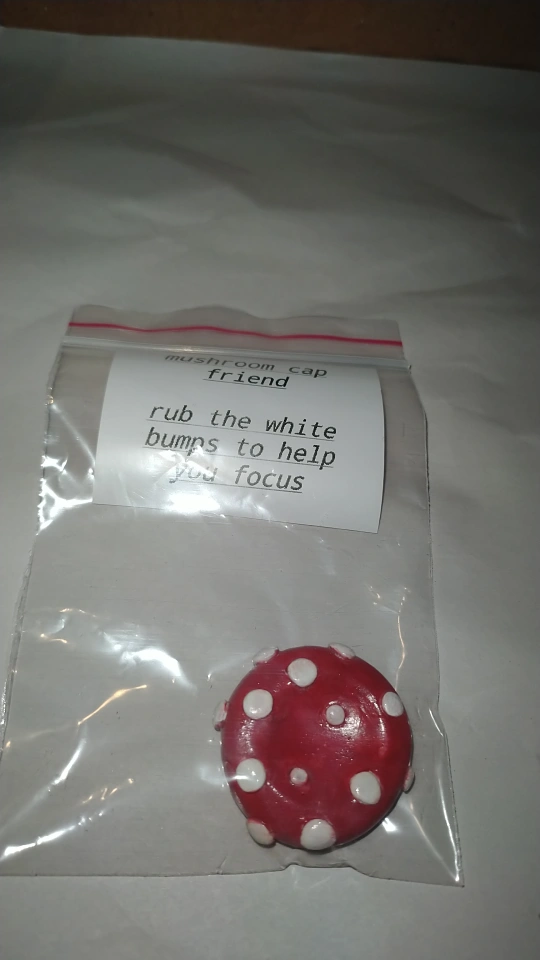 mushroom cap
friend
rub the white
bumps to help
you focus